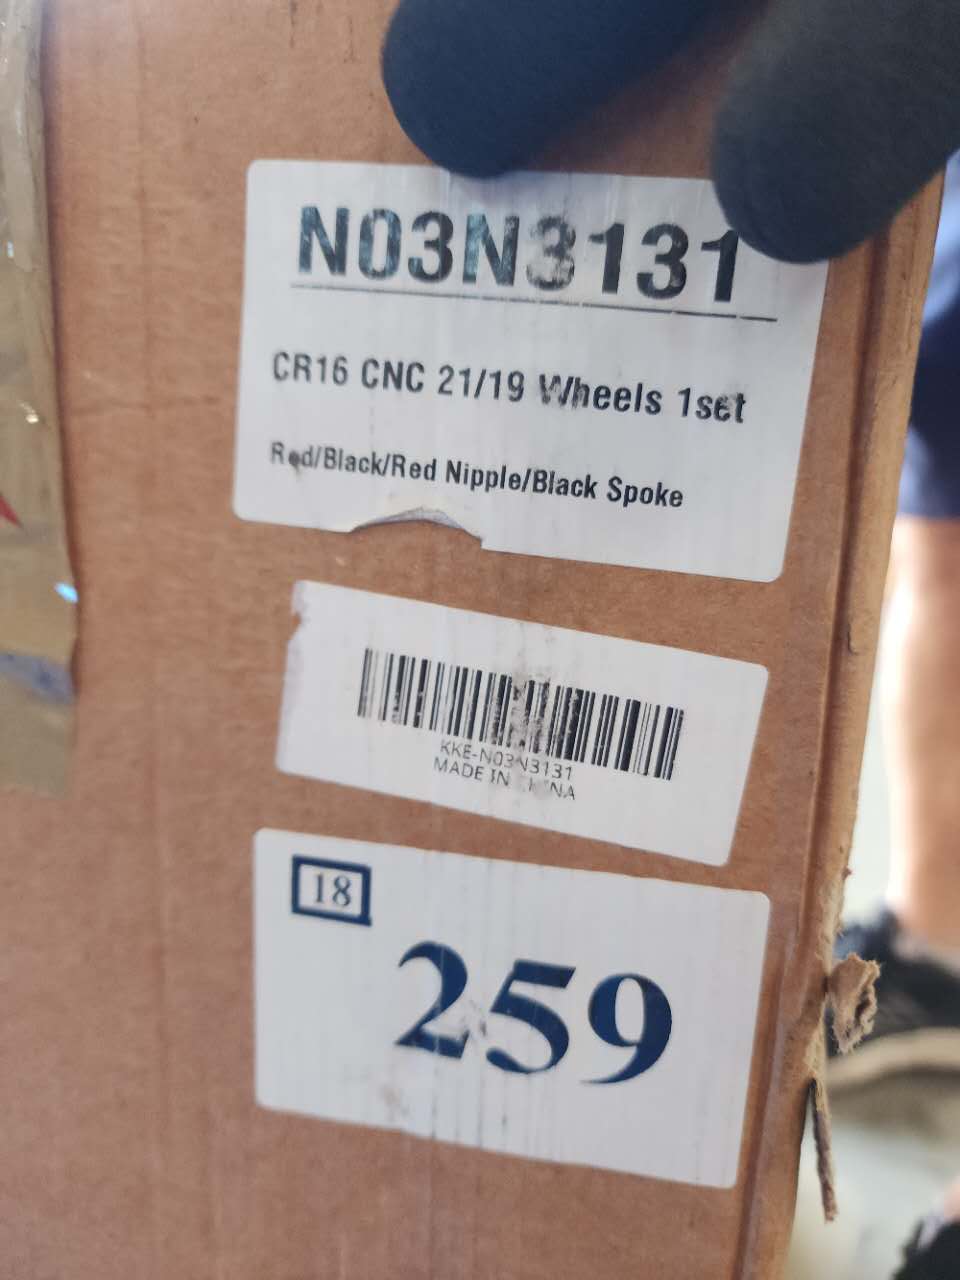 N03N3131
CR16 CNC 21/19 Wheels 1set
Red/Black/Red Nipple/Black Spoke
KKE-N03N3131
MADE IN CHINA
18
259